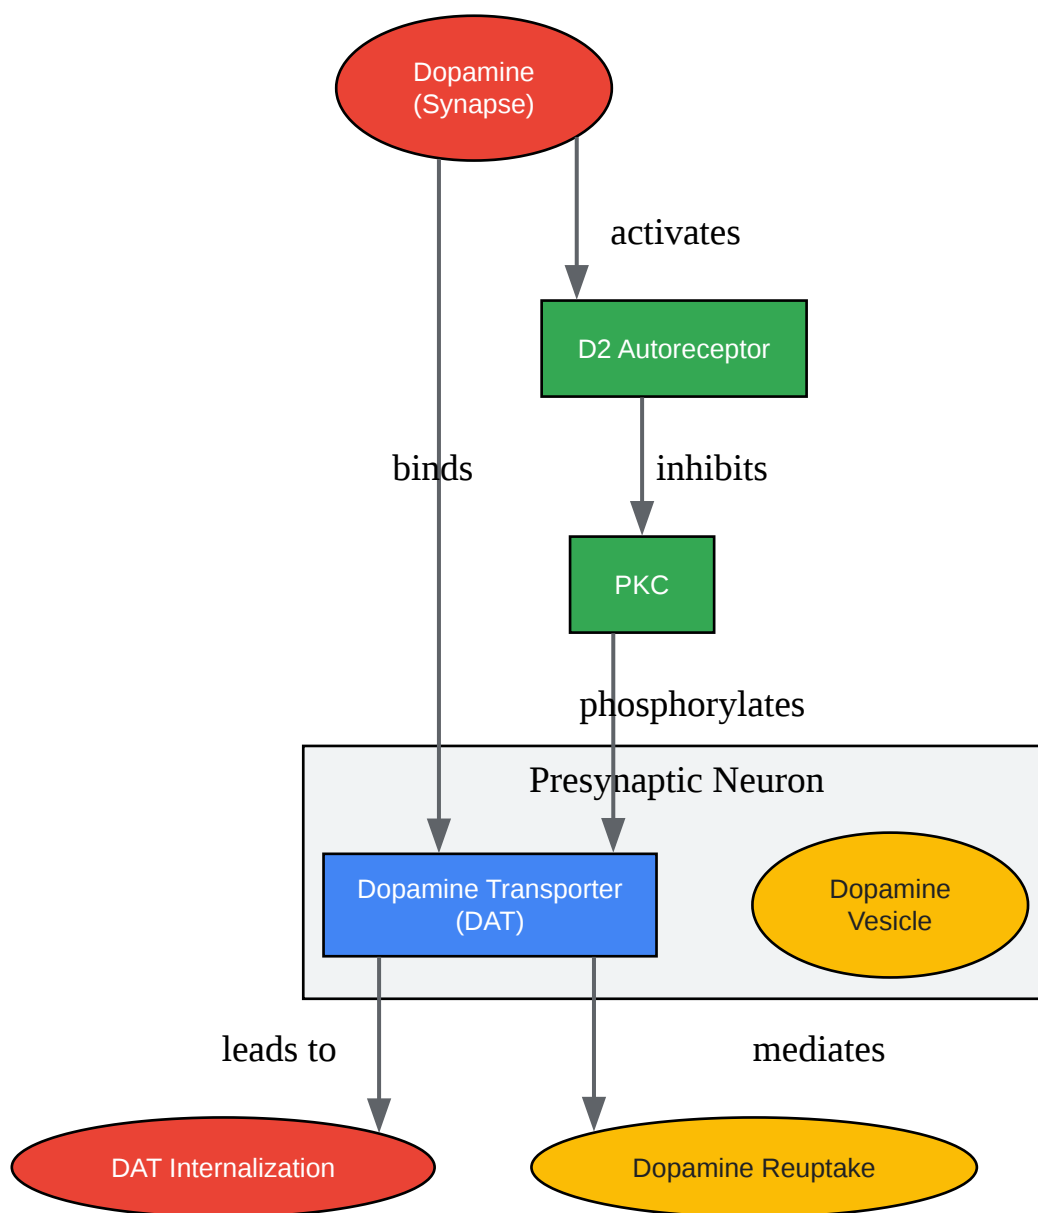 Dopamine
(Synapse)
activates
D2 Autoreceptor
binds
inhibits
PKC
phosphorylates
Presynaptic Neuron
Dopamine Transporter
(DAT)
Dopamine
Vesicle
leads to
mediates
DAT Internalization
Dopamine Reuptake